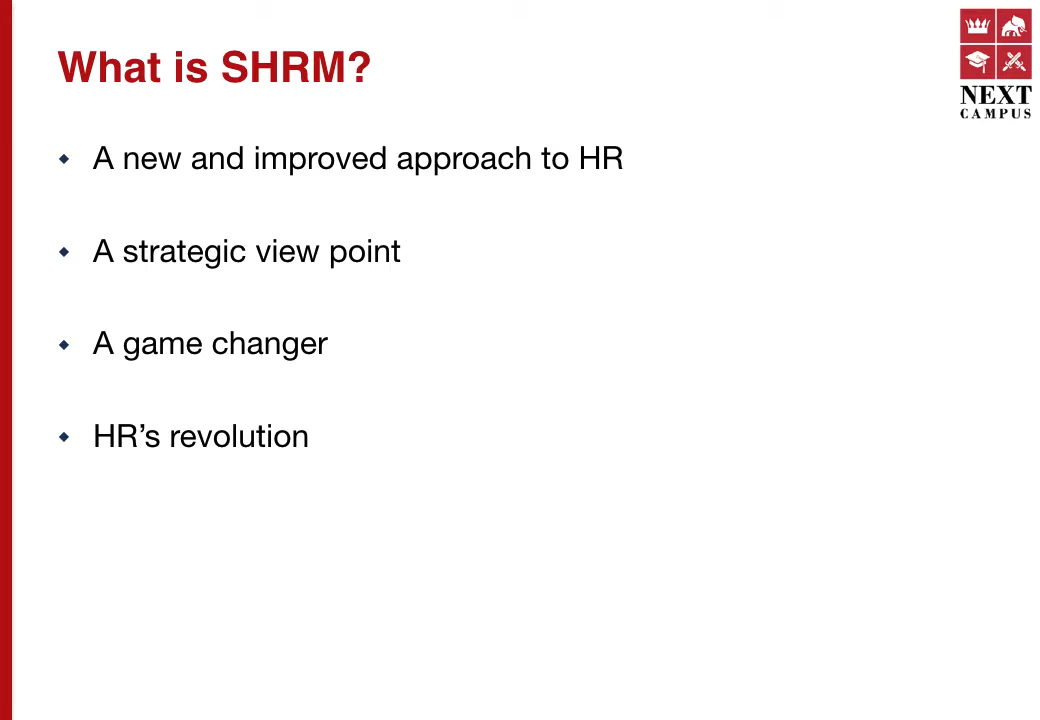 What is SHRM?
NEXT
CAMPUS
A new and improved approach to HR
A strategic view point
A game changer
HR’s revolution